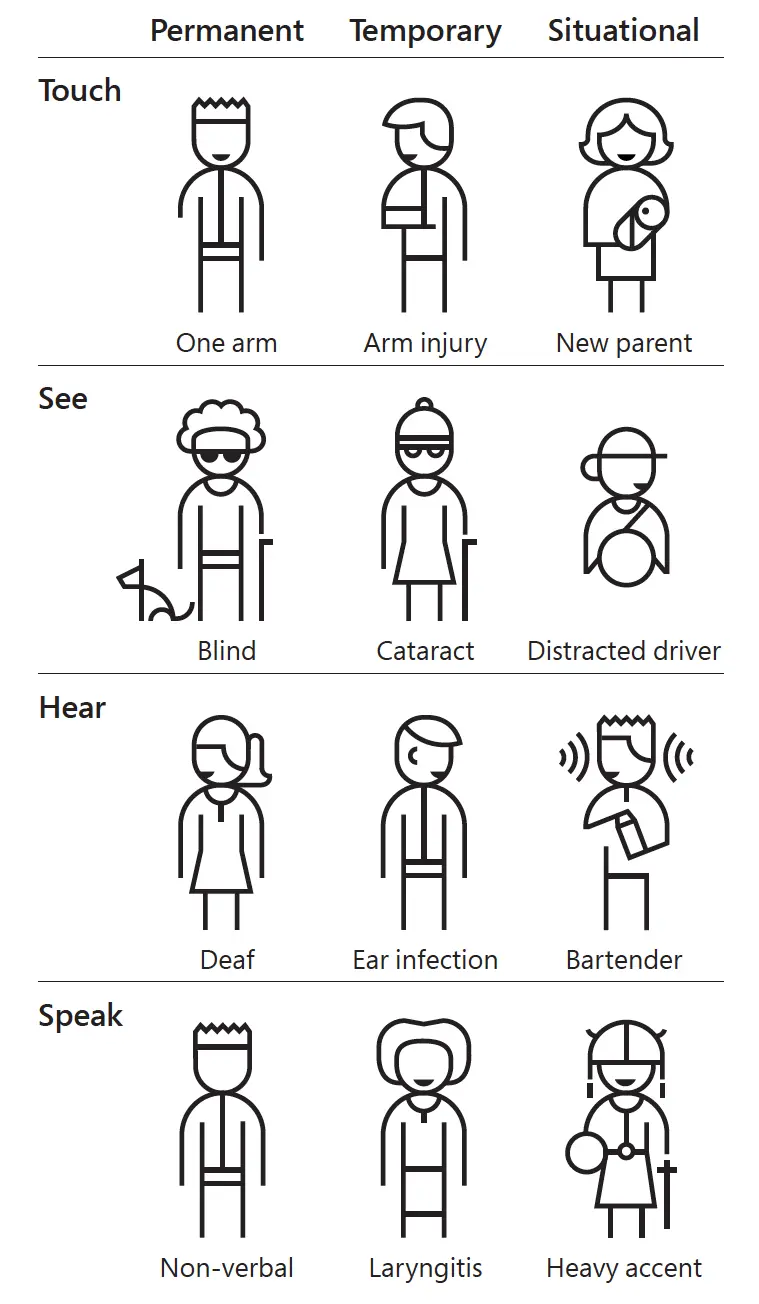 Permanent Temporary Situational
Touch
One arm Arm injury New parent
See
Blind Cataract Distracted driver
Hear
Deaf Ear infection Bartender
Speak
Non-verbal Laryngitis Heavy accent